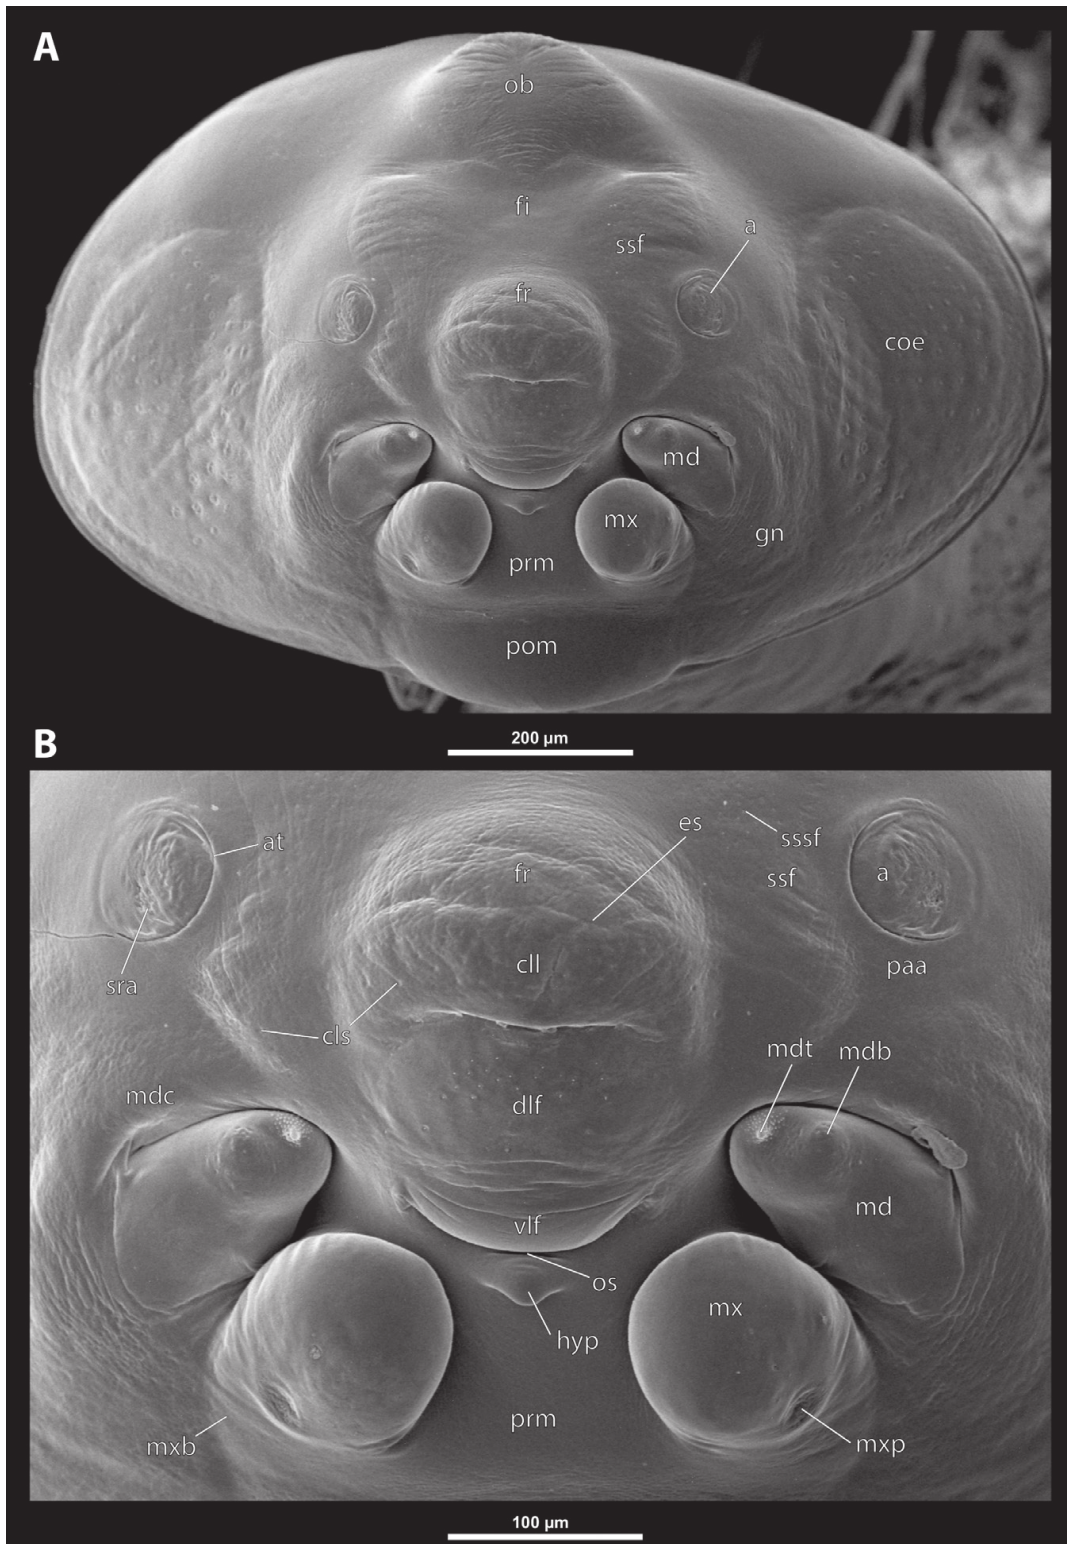 A
ob
fi
ssf
a
fr
coe
md
mx
gn
prm
pom
200 µm
B
es
sssf
at
fr
ssf
a
cll
paa
sra
cls
mdt
mdb
mdc
dlf
md
vlf
os
mx
hyp
prm
mxb
mxp
100 µm